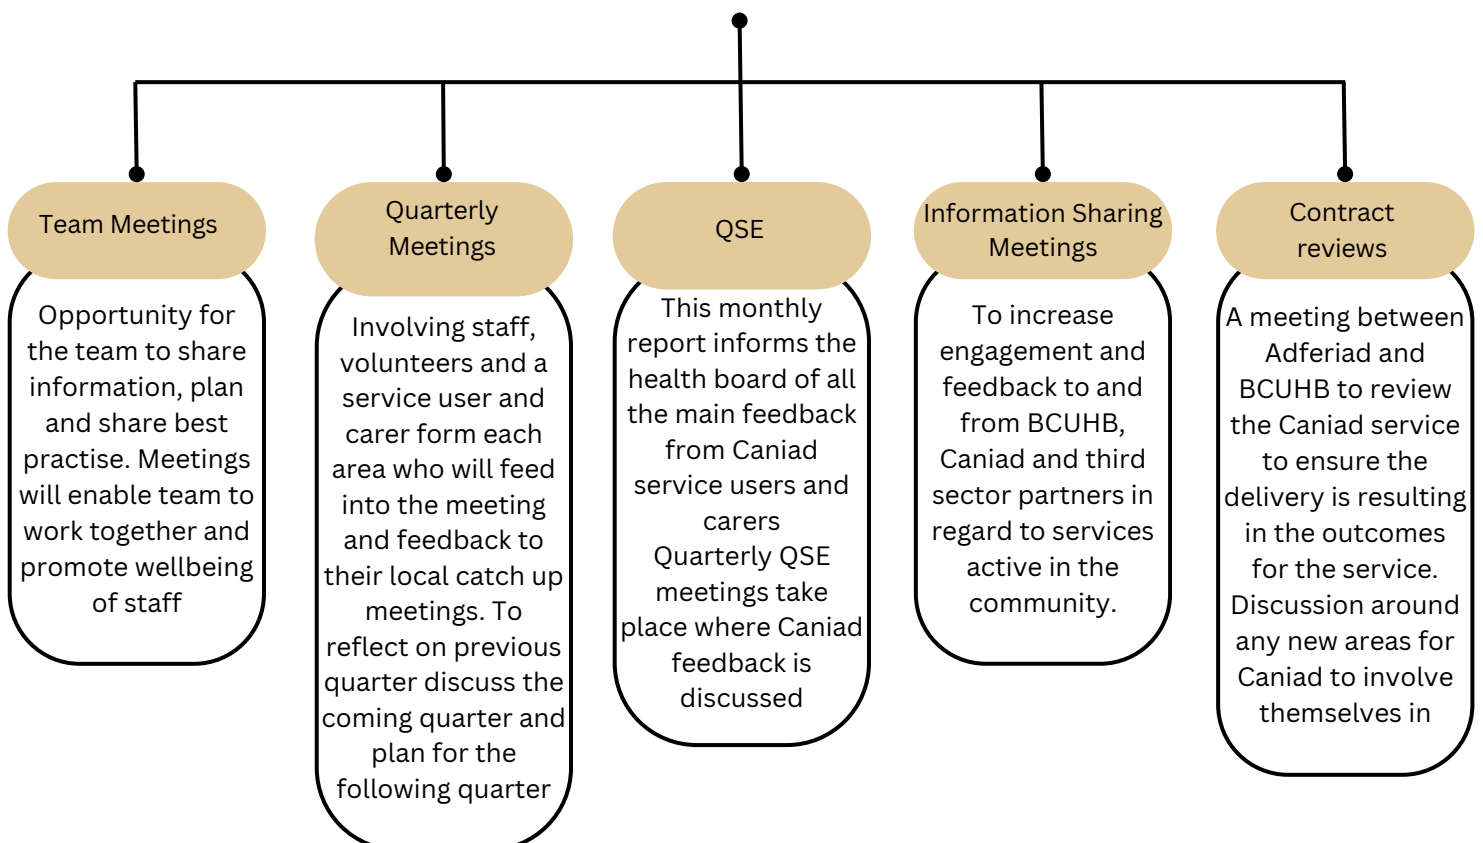 Team Meetings
Opportunity for
the team to share
information, plan
and share best
practise. Meetings
will enable team to
work together and
promote wellbeing
of staff
Quarterly
Meetings
Involving staff,
volunteers and a
service user and
carer form each
area who will feed
into the meeting
and feedback to
their local catch up
meetings. To
reflect on previous
quarter discuss the
coming quarter and
plan for the
following quarter
QSE
This monthly
report informs the
health board of all
the main feedback
from Caniad
service users and
carers
Quarterly QSE
meetings take
place where Caniad
feedback is
discussed
Information Sharing
Meetings
To increase
engagement and
feedback to and
from BCUHB,
Caniad and third
sector partners in
regard to services
active in the
community.
Contract
reviews
A meeting between
Adferiad and
BCUHB to review
the Caniad service
to ensure the
delivery is resulting
in the outcomes
for the service.
Discussion around
any new areas for
Caniad to involve
themselves in